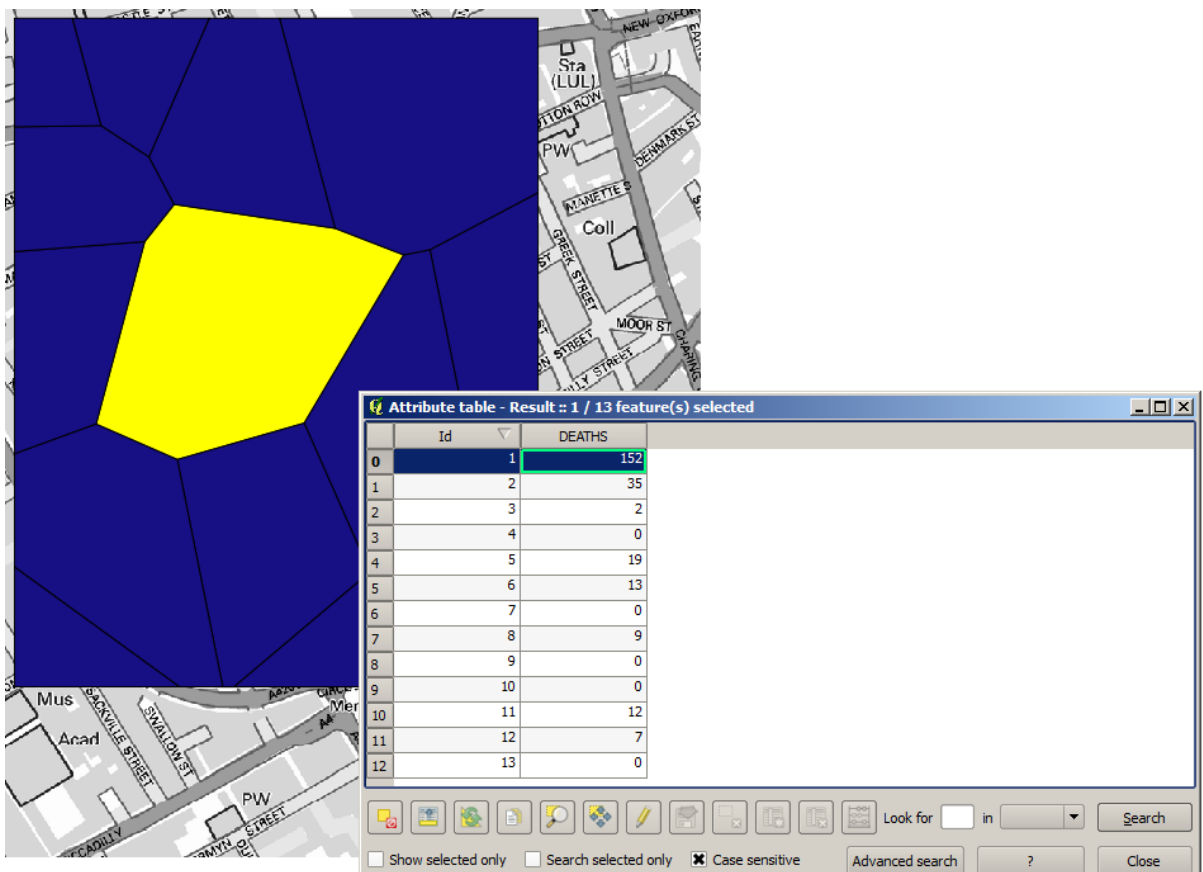 NEW OXFOR
Sta
(LUL)
PW
DENMARK ST
MANETTE S
Coll
GREEK STREET
MOOR ST
CHARING
STREET
Attribute table - Result :: 1 / 13 feature(s) selected
Id DEATHS
0 1 152
1 2 35
2 3 2
3 4 0
4 5 19
5 6 13
6 7 0
7 8 9
8 9 0
9 10 0
10 11 12
11 12 7
12 13 0
Mus
Acad
SACKVILLE STREET
SWALLOW ST
A4
PW
STREET
CCADILLY
Look for in Search
Show selected only Search selected only Case sensitive Advanced search ? Close